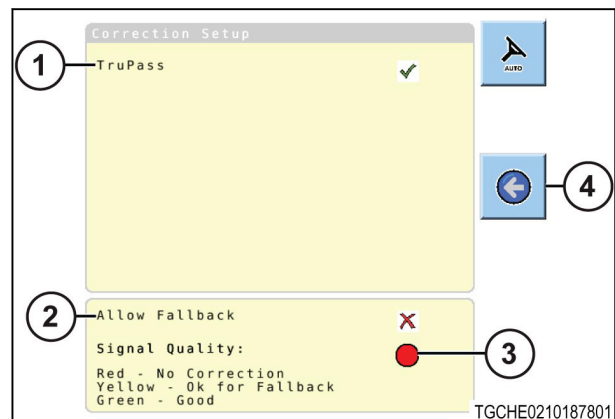 Correction Setup
1
TruPass
AUTO
4
2
Allow Fallback
Signal Quality:
3
Red - No Correction
Yellow - Ok for Fallback
Green - Good
TGCHE0210187801